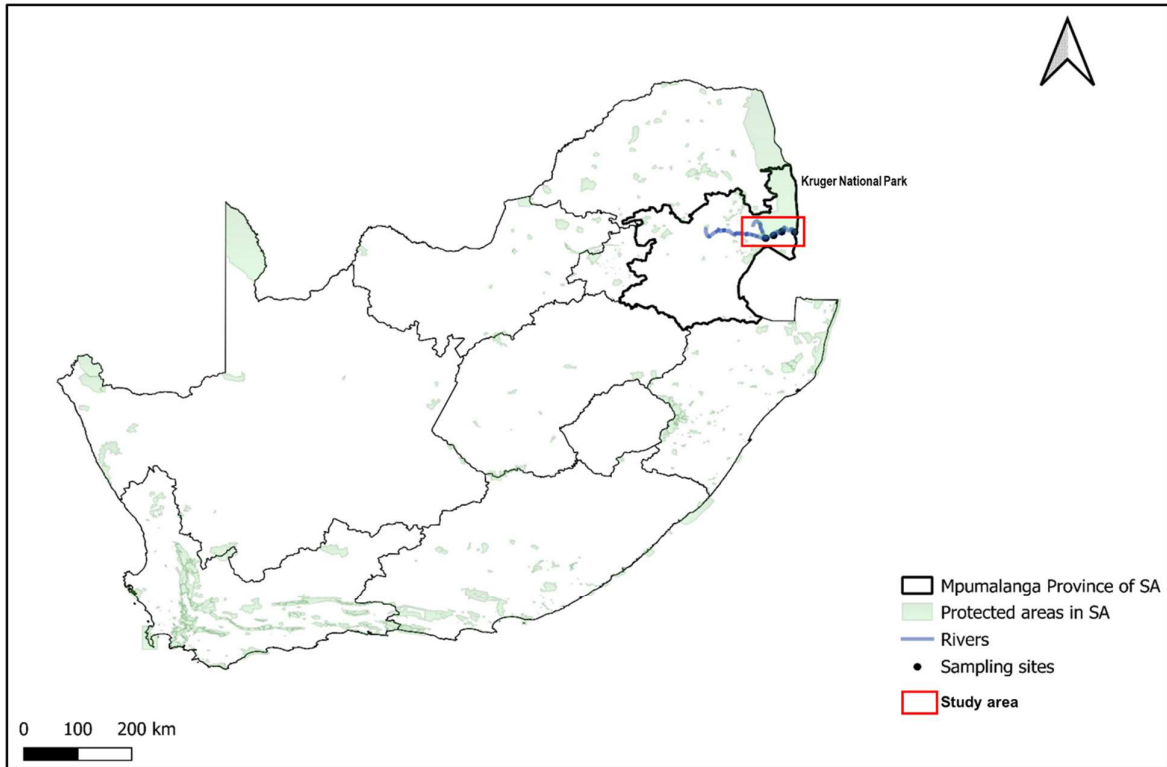 Kruger National Park
Mpumalanga Province of SA
Protected areas in SA
Rivers
Sampling sites
Study area
0 100 200 km